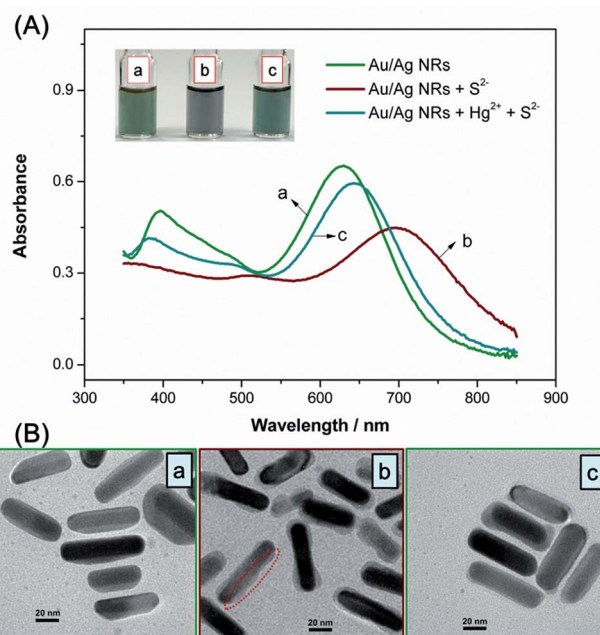 (A)
a
b
c
Au/Ag NRs
Au/Ag NRs + S²⁻
Au/Ag NRs + Hg²⁺ + S²⁻
0.9
0.6
0.3
0.0
Absorbance
a
c
b
300
400
500
600
700
800
900
Wavelength / nm
(B)
a
b
c
20 nm
20 nm
20 nm